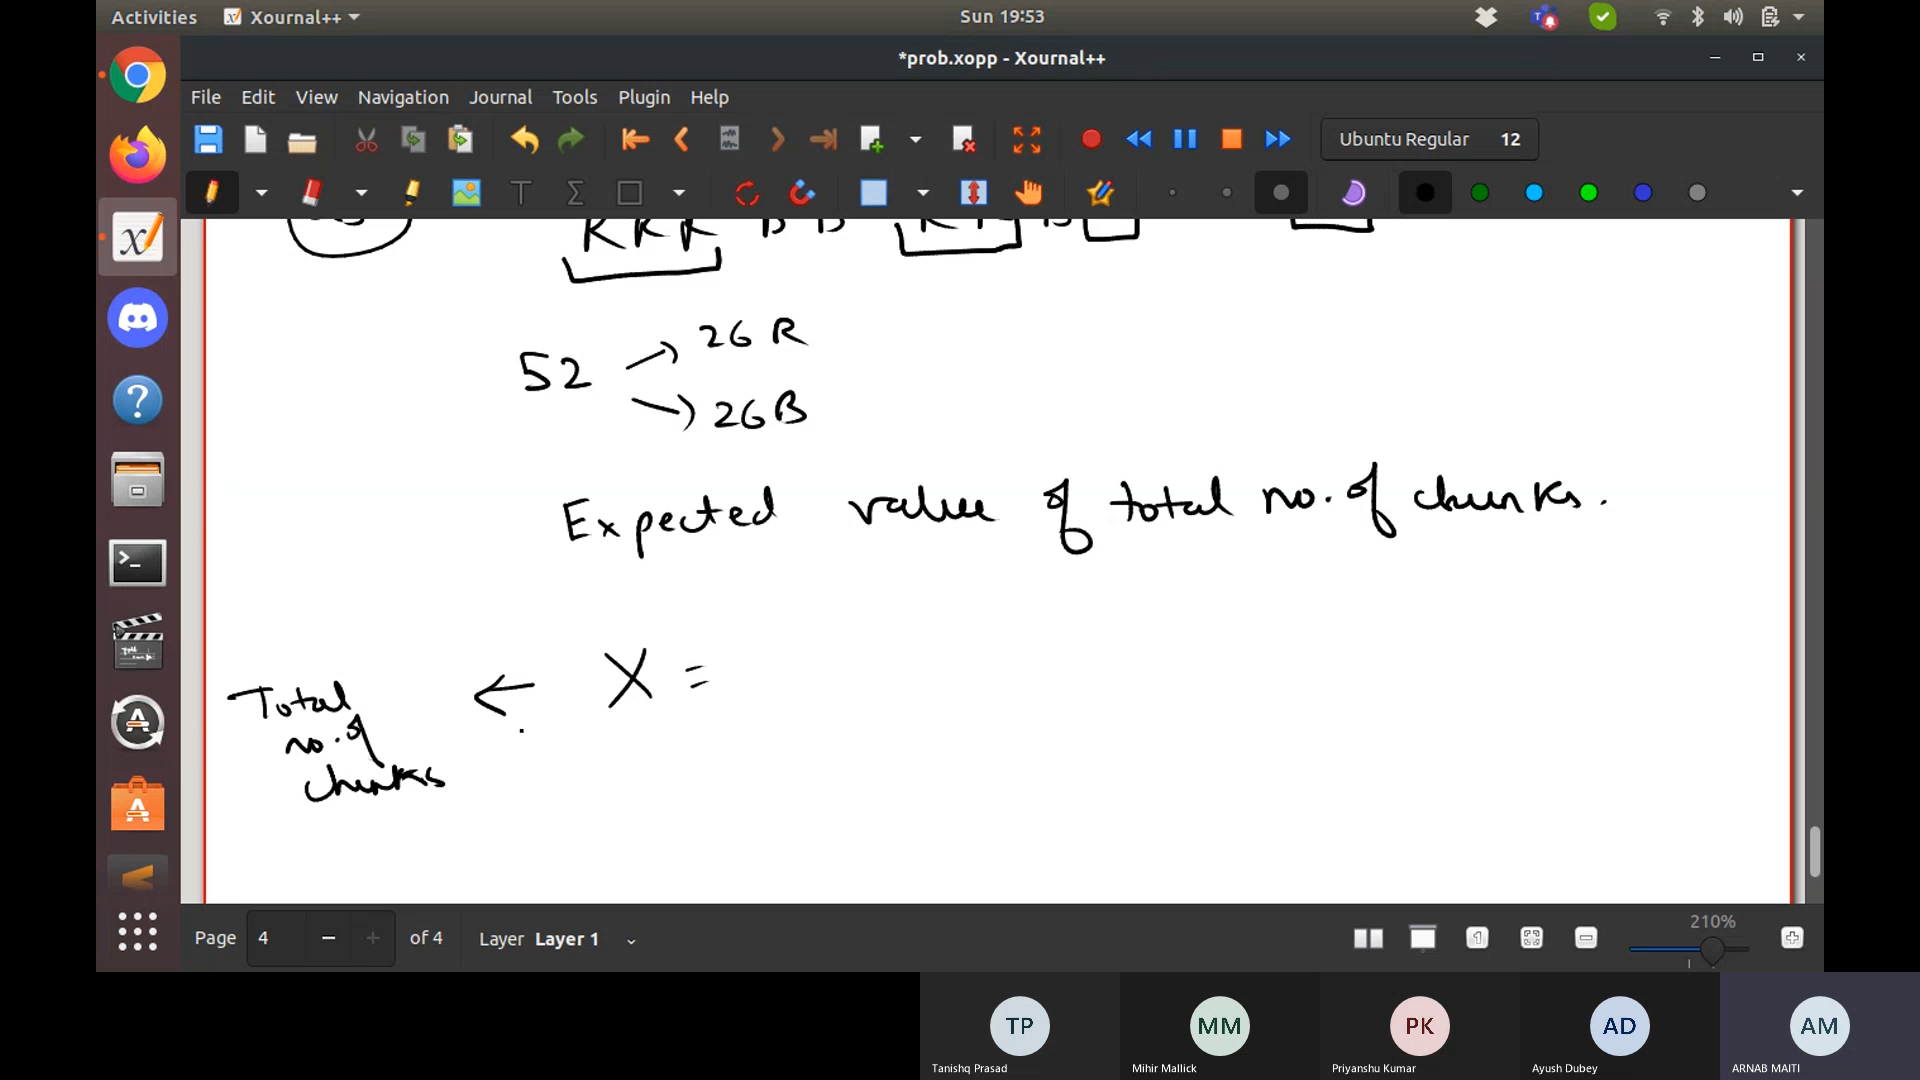 Activities Xournal++ Sun 19:53
*prob.xopp - Xournal++
File Edit View Navigation Journal Tools Plugin Help
Ubuntu Regular 12
RRR B B
52 → 26 R
→ 26 B
Expected value of total no. of chunks.
X =
←
Total
no. of
chunks
Page 4 of 4 Layer Layer 1 210%
TP MM PK AD AM
Tanishq Prasad Mihir Mallick Priyanshu Kumar Ayush Dubey ARNAB MAITI